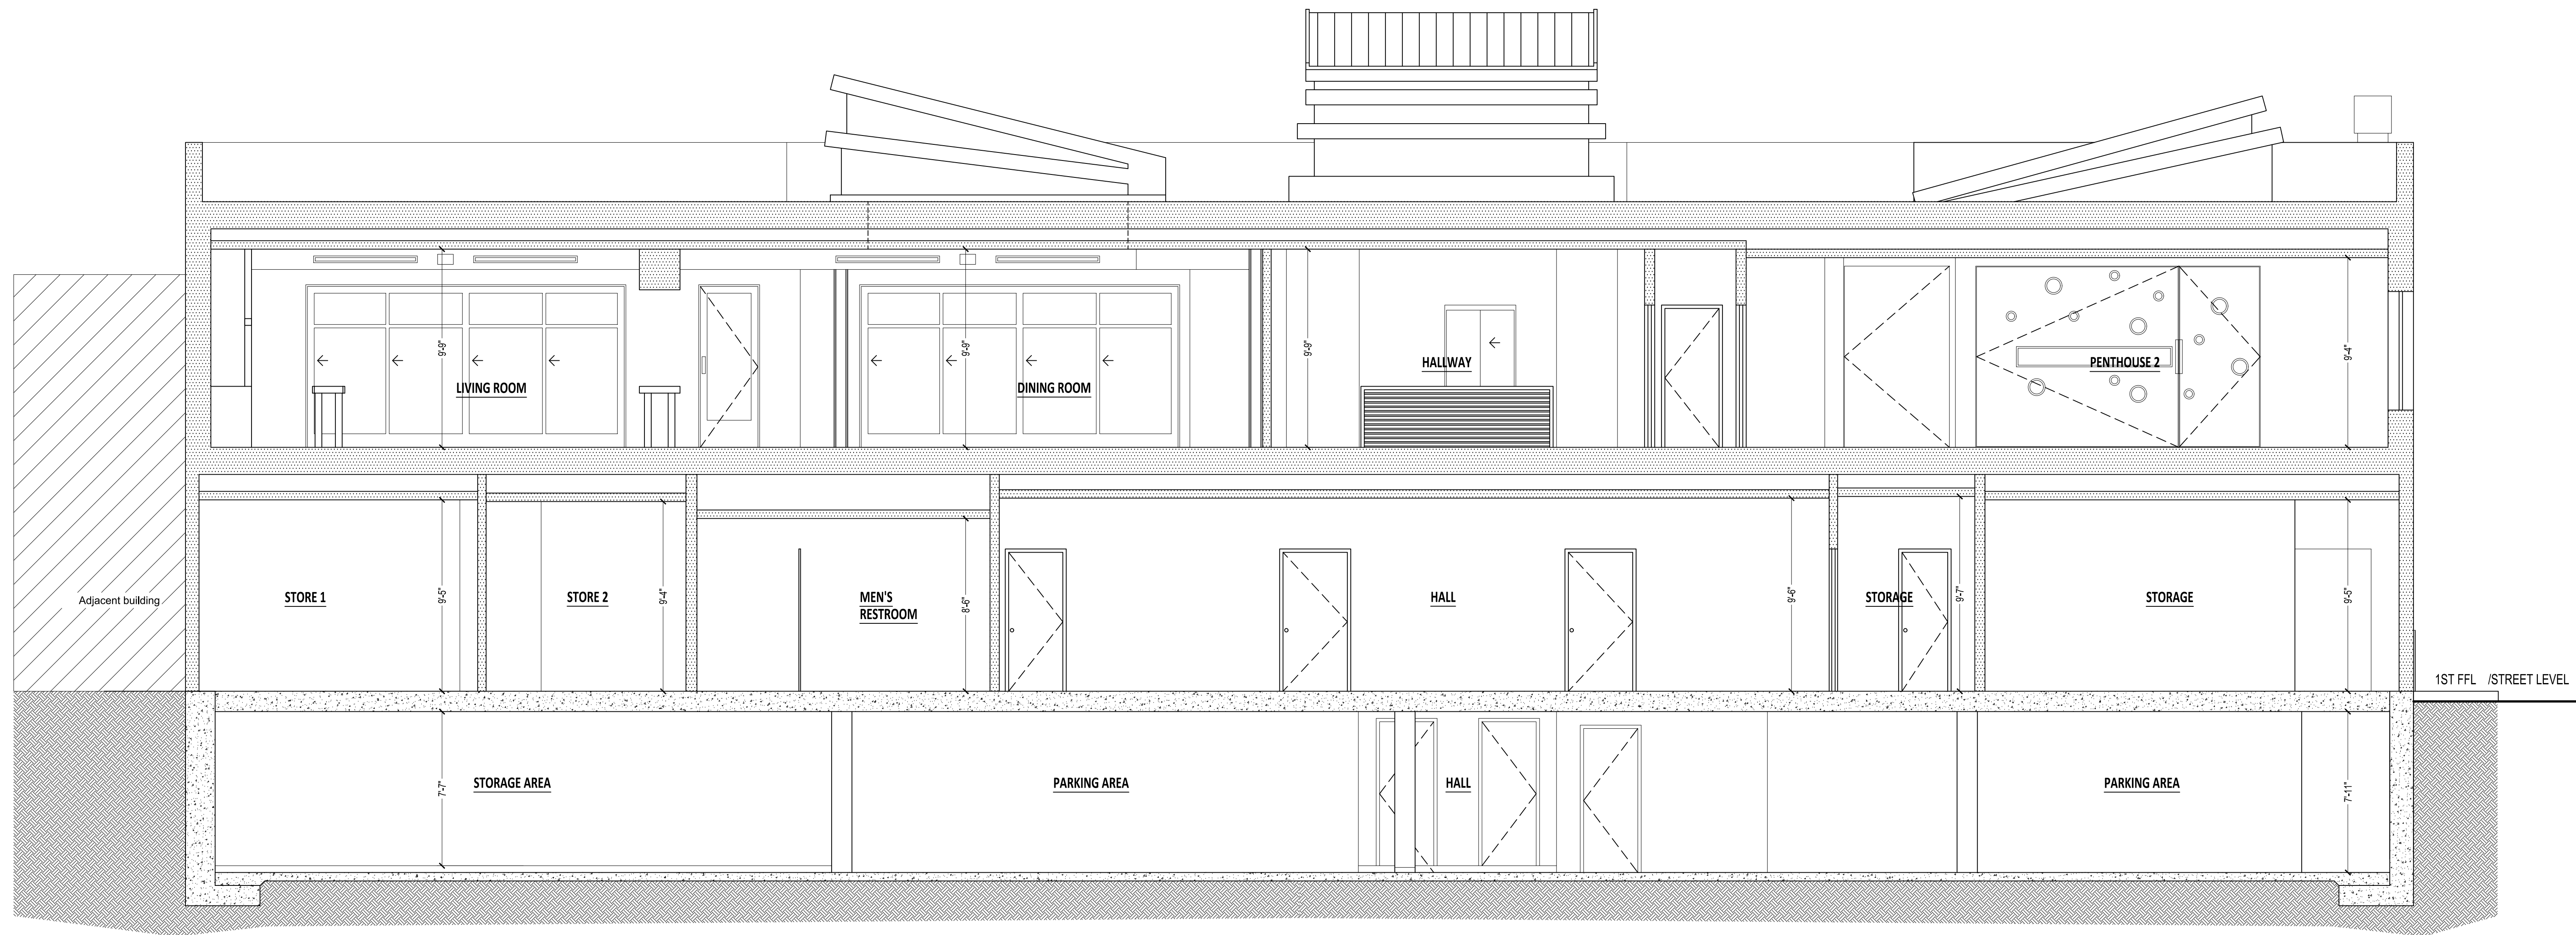 9'-9"
9'-9"
9'-9"
9'-4"
HALLWAY
PENTHOUSE 2
LIVING ROOM
DINING ROOM
Adjacent building
STORE 1
9'-5"
STORE 2
9'-4"
MEN'S
RESTROOM
8'-6"
HALL
9'-6"
STORAGE
9'-7"
STORAGE
9'-5"
1ST FFL /STREET LEVEL
7'-7"
STORAGE AREA
PARKING AREA
HALL
PARKING AREA
7'-11"